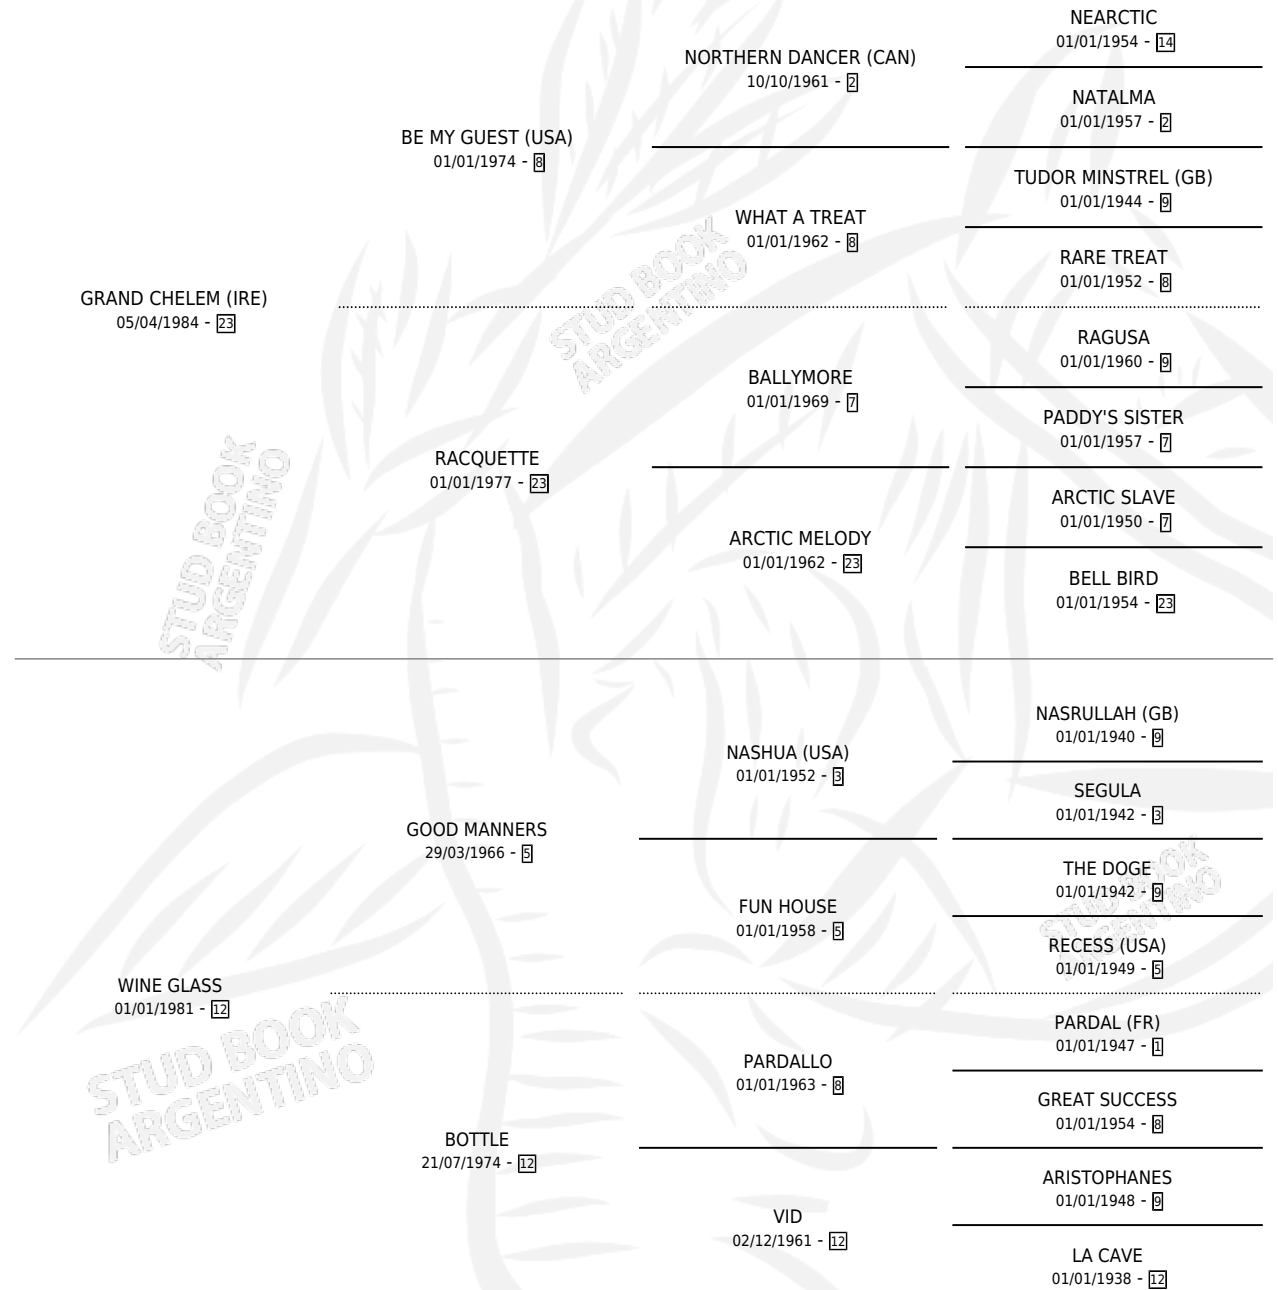 GRAND CHELEM (IRE)
05/04/1984 - 23
BE MY GUEST (USA)
01/01/1974 - 8
RACQUETTE
01/01/1977 - 23
NORTHERN DANCER (CAN)
10/10/1961 - 2
WHAT A TREAT
01/01/1962 - 8
BALLYMORE
01/01/1969 - 7
ARCTIC MELODY
01/01/1962 - 23
NEARCTIC
01/01/1954 - 14
NATALMA
01/01/1957 - 2
TUDOR MINSTREL (GB)
01/01/1944 - 9
RARE TREAT
01/01/1952 - 8
RAGUSA
01/01/1960 - 9
PADDY'S SISTER
01/01/1957 - 7
ARCTIC SLAVE
01/01/1950 - 7
BELL BIRD
01/01/1954 - 23
STUD BOOK
ARGENTINO
STUD BOOK
ARGENTINO
WINE GLASS
01/01/1981 - 12
GOOD MANNERS
29/03/1966 - 5
BOTTLE
21/07/1974 - 12
NASHUA (USA)
01/01/1952 - 3
FUN HOUSE
01/01/1958 - 5
PARDALLO
01/01/1963 - 8
VID
02/12/1961 - 12
NASRULLAH (GB)
01/01/1940 - 9
SEGULA
01/01/1942 - 3
THE DOGE
01/01/1942 - 9
RECESS (USA)
01/01/1949 - 5
PARDAL (FR)
01/01/1947 - 1
GREAT SUCCESS
01/01/1954 - 8
ARISTOPHANES
01/01/1948 - 9
LA CAVE
01/01/1938 - 12
STUD BOOK
ARGENTINO
STUD BOOK
ARGENTINO